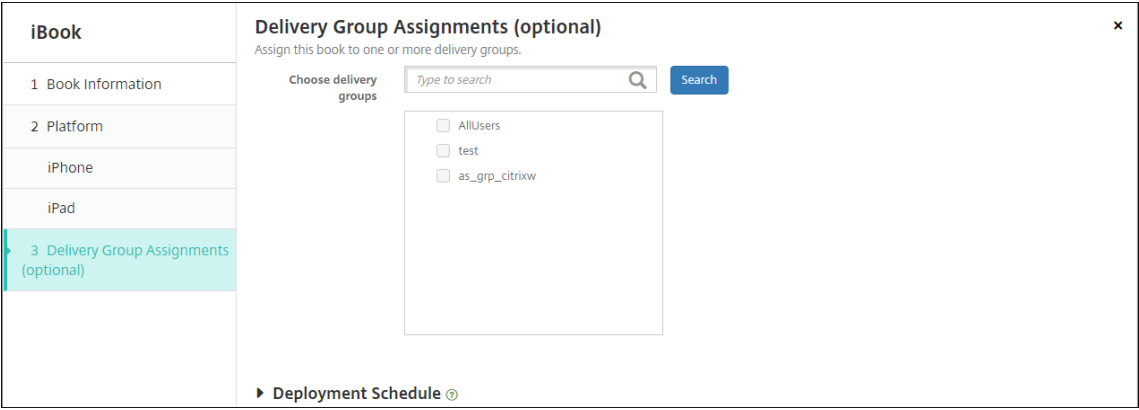 iBook
1 Book Information
2 Platform
iPhone
iPad
3 Delivery Group Assignments
(optional)
Delivery Group Assignments (optional)
Assign this book to one or more delivery groups.
Choose delivery
groups
Type to search
Search
AllUsers
test
as_grp_citrixw
Deployment Schedule ?
×